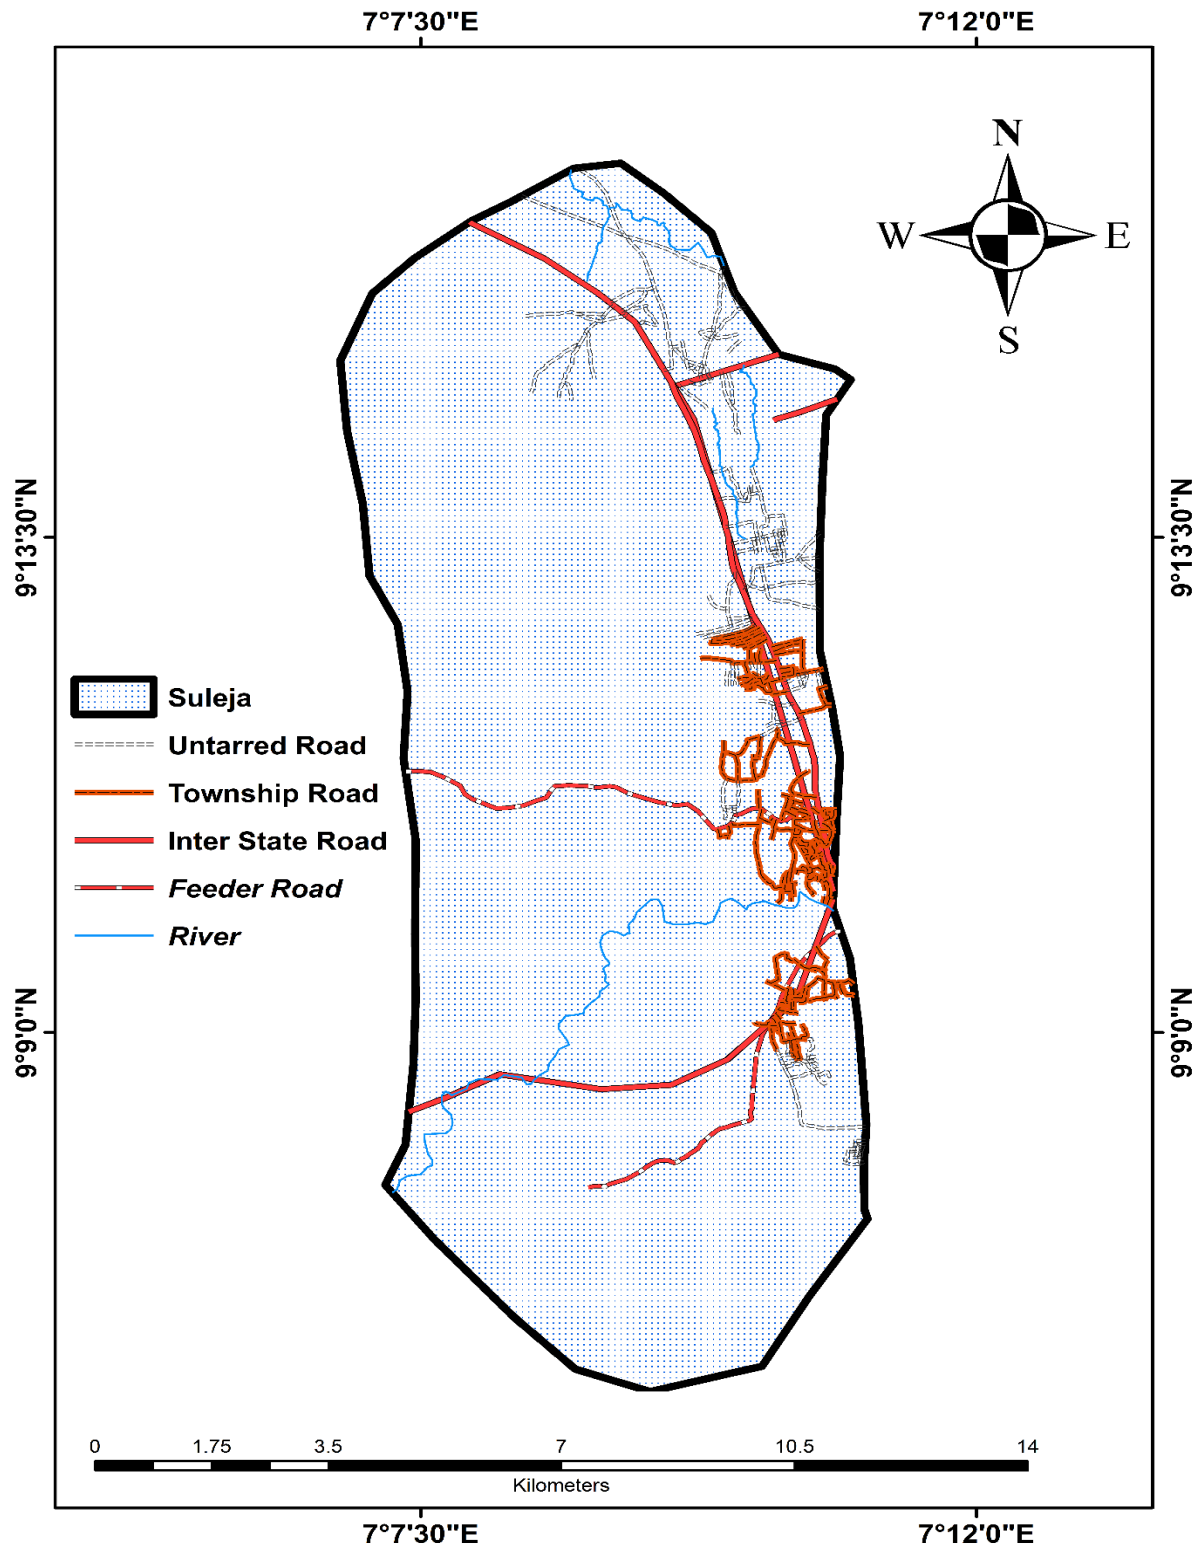 7°7'30"E 7°12'0"E
N
W E
S
9°13'30"N 9°13'30"N
Suleja
Untarred Road
Township Road
Inter State Road
Feeder Road
River
9°9'0"N 9°9'0"N
0 1.75 3.5 7 10.5 14
Kilometers
7°7'30"E 7°12'0"E